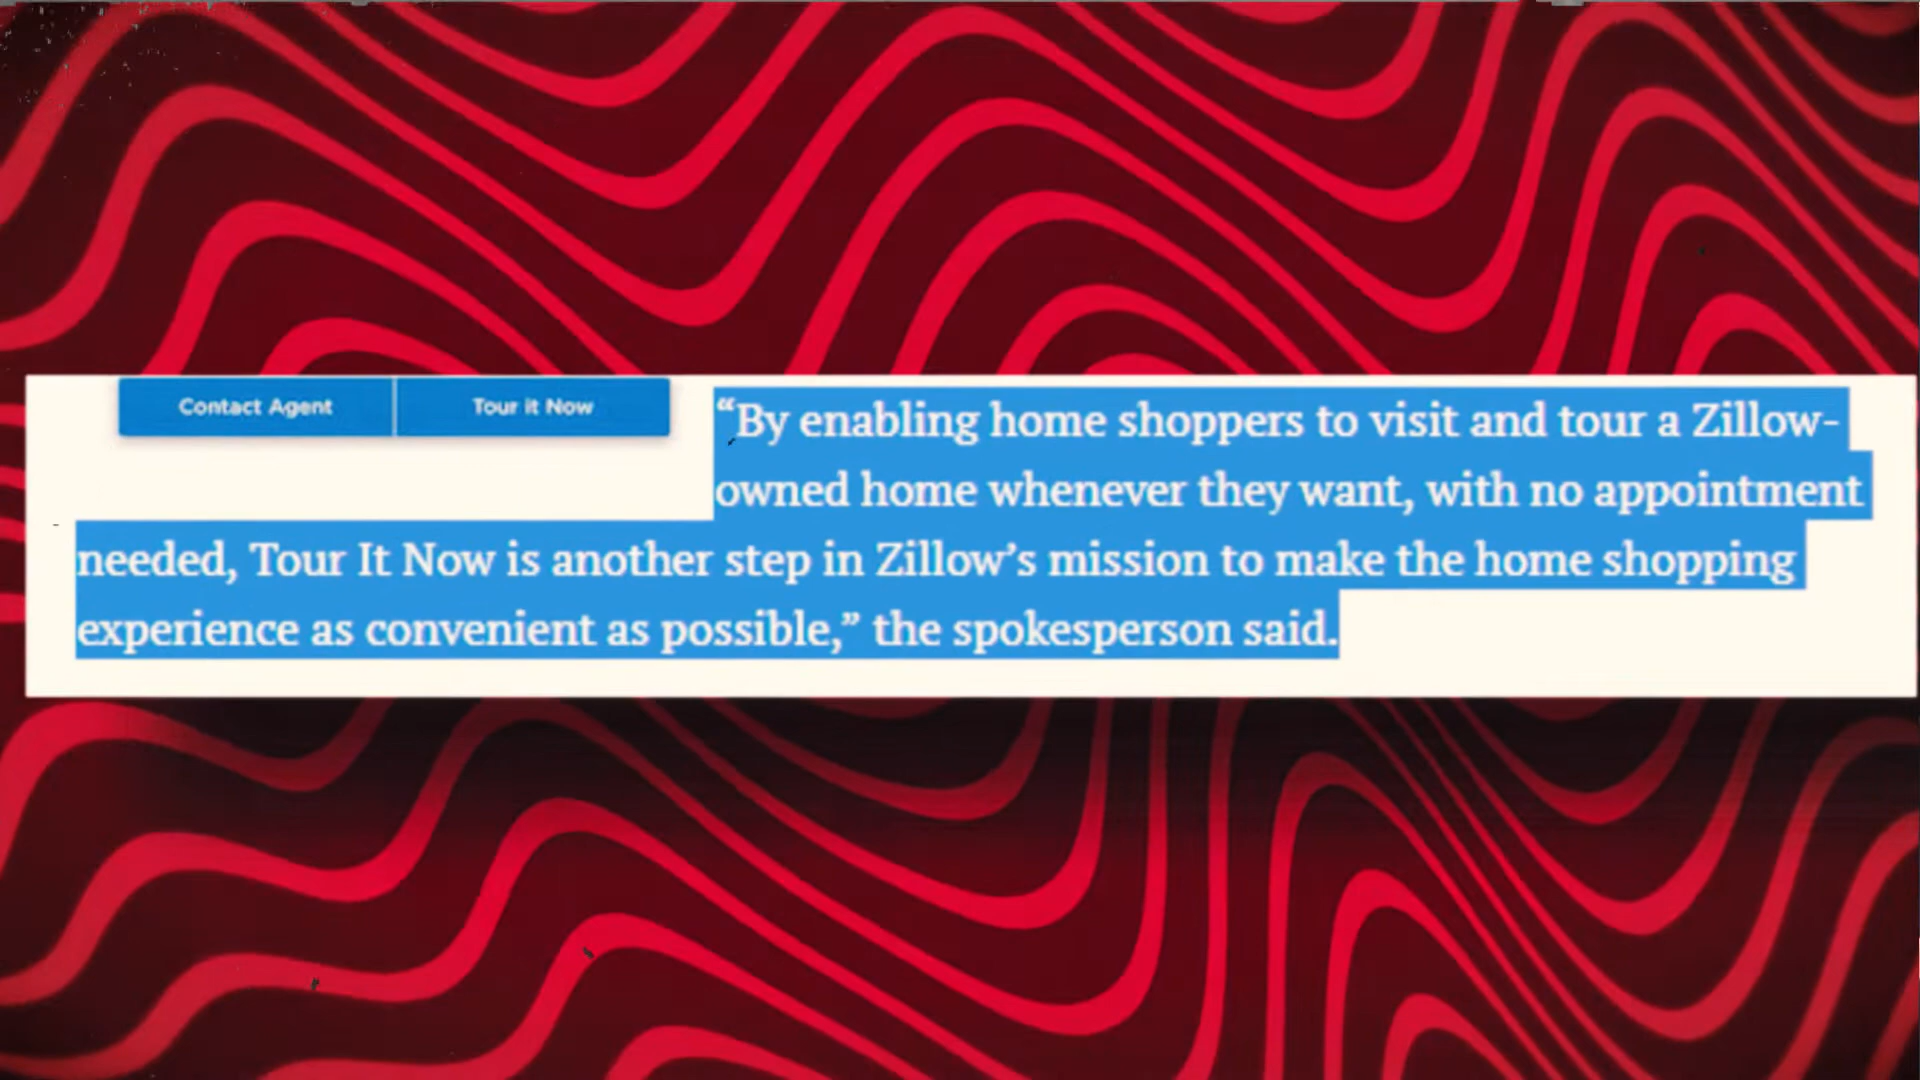 Contact Agent Tour it Now
“By enabling home shoppers to visit and tour a Zillow-
owned home whenever they want, with no appointment
needed, Tour It Now is another step in Zillow’s mission to make the home shopping
experience as convenient as possible,” the spokesperson said.